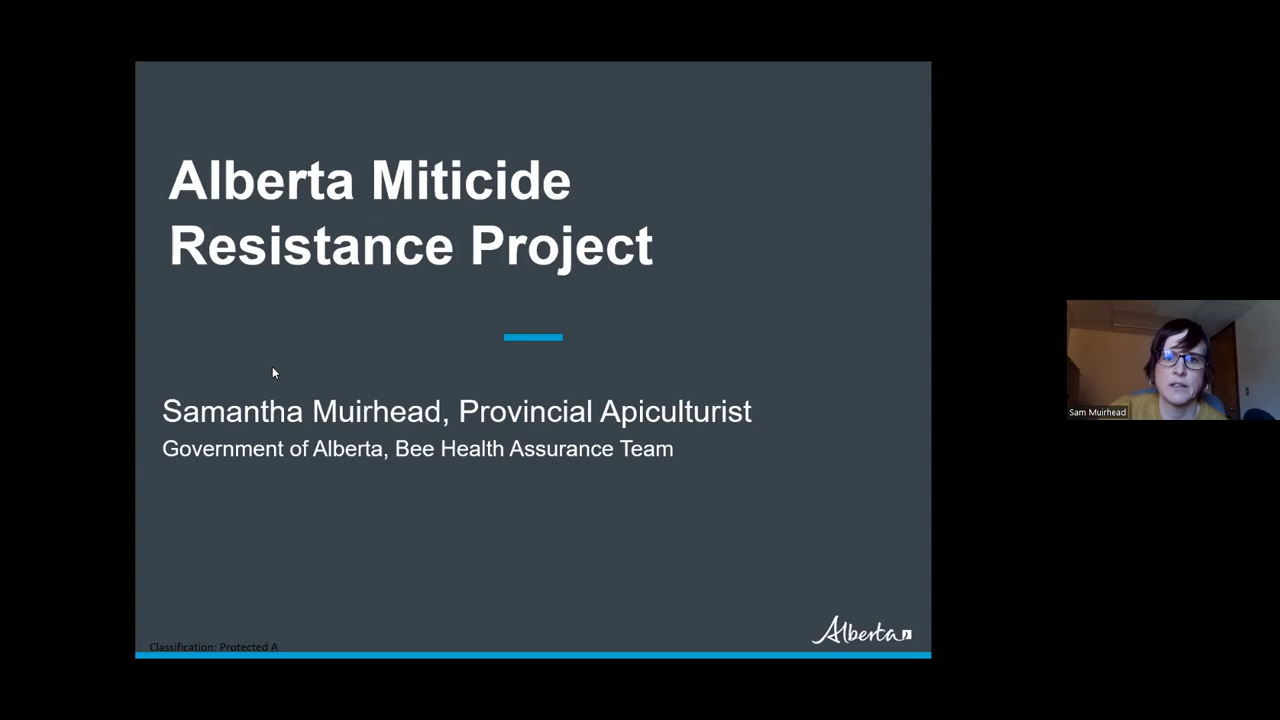 Alberta Miticide
Resistance Project
Samantha Muirhead, Provincial Apiculturist
Government of Alberta, Bee Health Assurance Team
Alberta
Classification: Protected A
Sam Muirhead